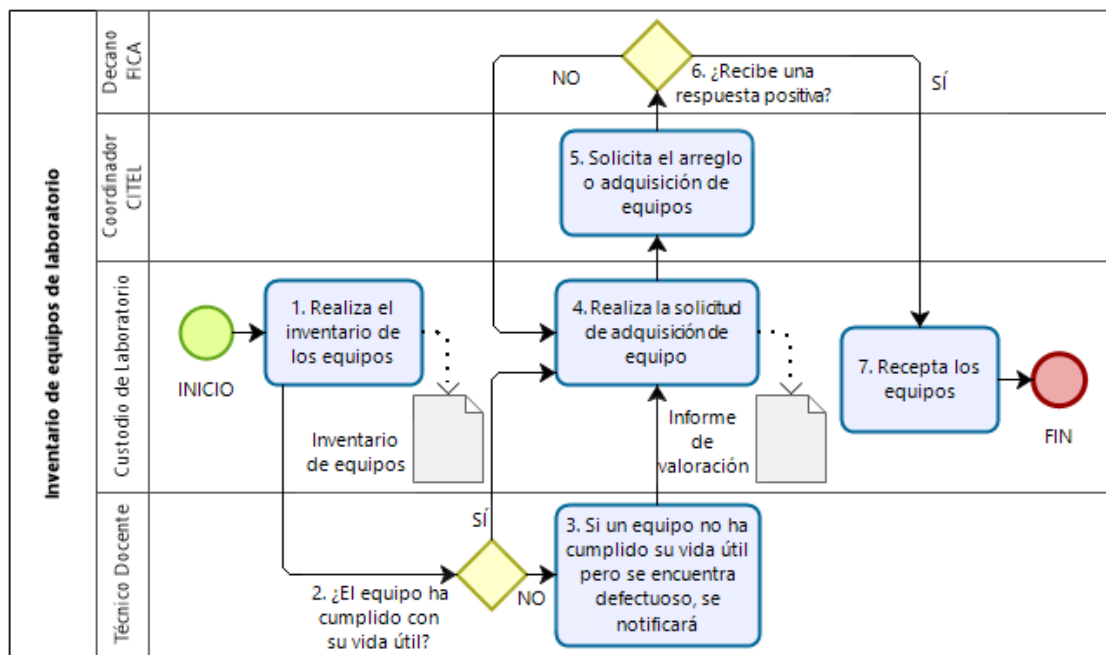 Inventario de equipos de laboratorio
Decano
FICA
NO
6. ¿Recibe una
respuesta positiva?
SÍ
Coordinador
CITEL
5. Solicita el arreglo
o adquisición de
equipos
Custodio de Laboratorio
INICIO
1. Realiza el
inventario de
los equipos
Inventario
de equipos
4. Realiza la solicitud
de adquisición de
equipo
Informe
de
valoración
7. Recepta los
equipos
FIN
Técnico Docente
2. ¿El equipo ha
cumplido con
su vida útil?
SÍ
NO
3. Si un equipo no ha
cumplido su vida útil
pero se encuentra
defectuoso, se
notificará